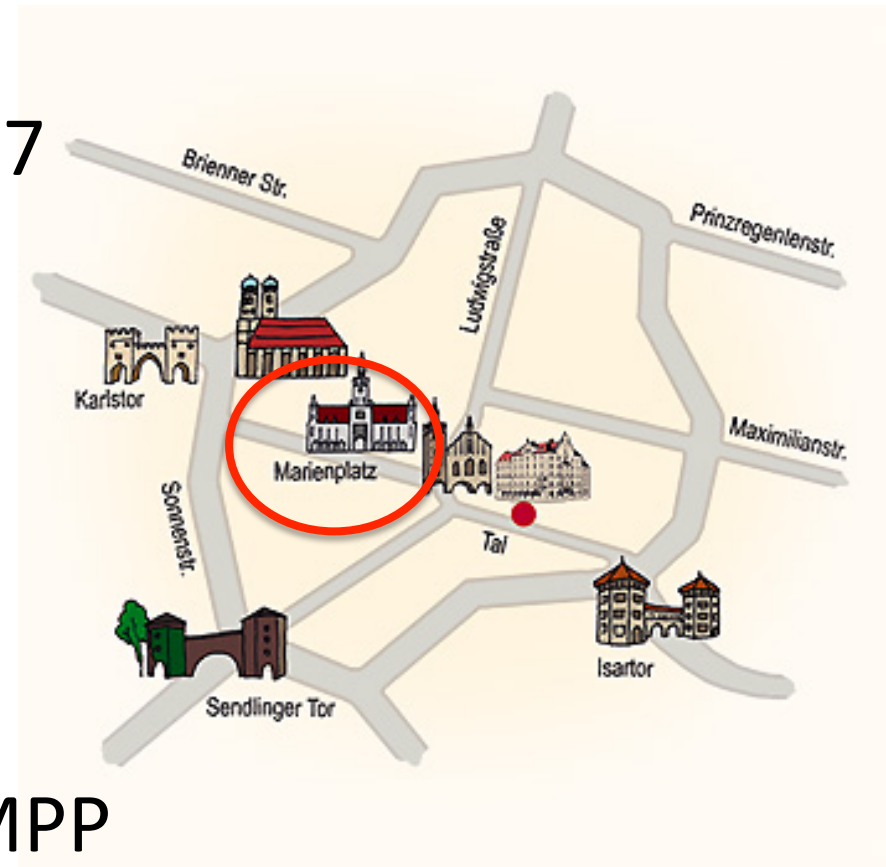 7
Brienner Str.
Prinzregentenstr.
Ludwigstraße
Karlstor
Maximilianstr.
Marienplatz
Sonnenstr.
Tal
Isartor
Sendlinger Tor
MPP